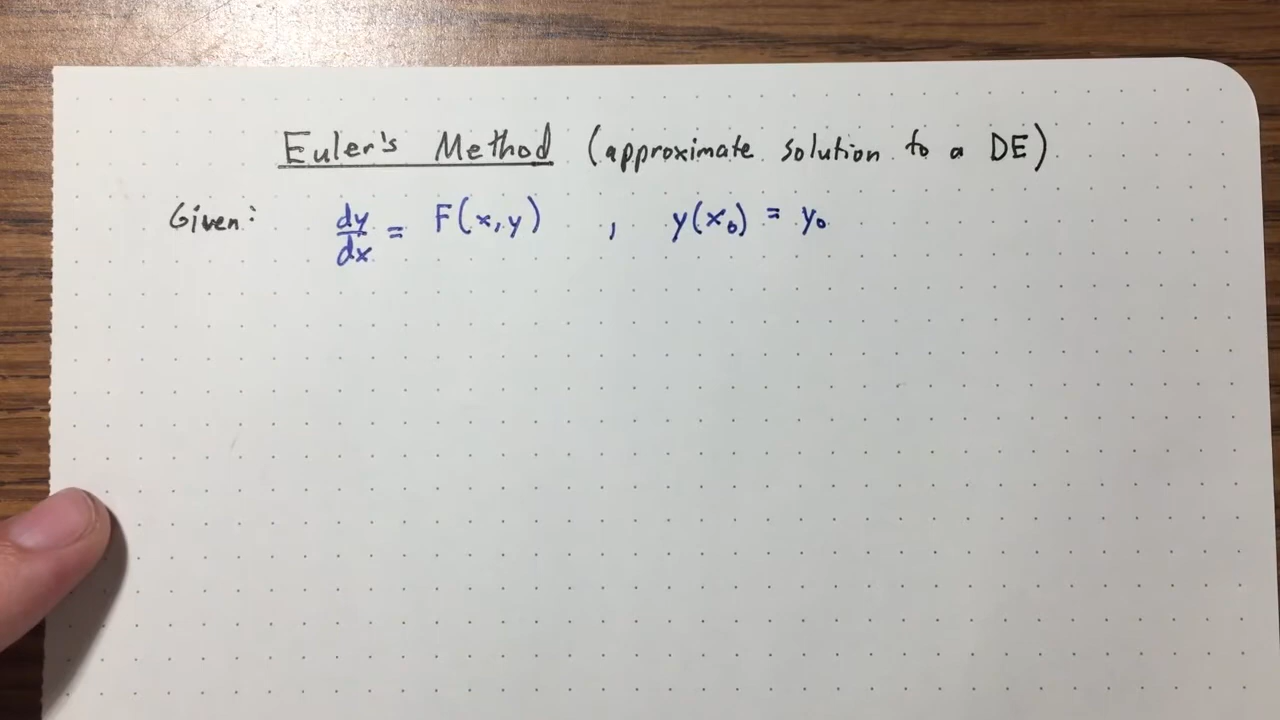 Euler's Method (approximate solution to a DE)
Given: dy/dx = F(x,y) , y(x₀) = y₀